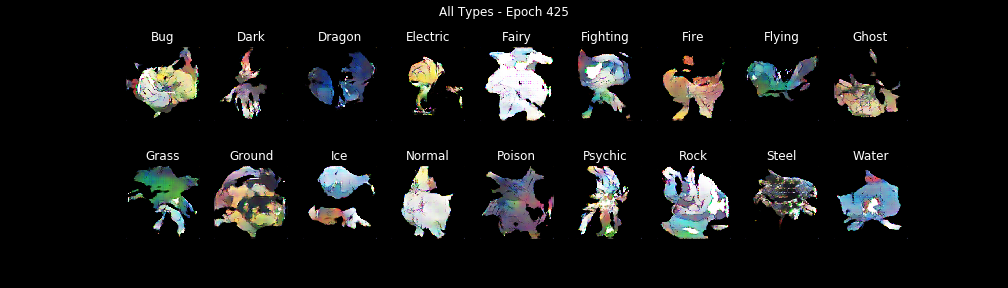 All Types - Epoch 425
Bug Dark Dragon Electric Fairy Fighting Fire Flying Ghost
Grass Ground Ice Normal Poison Psychic Rock Steel Water